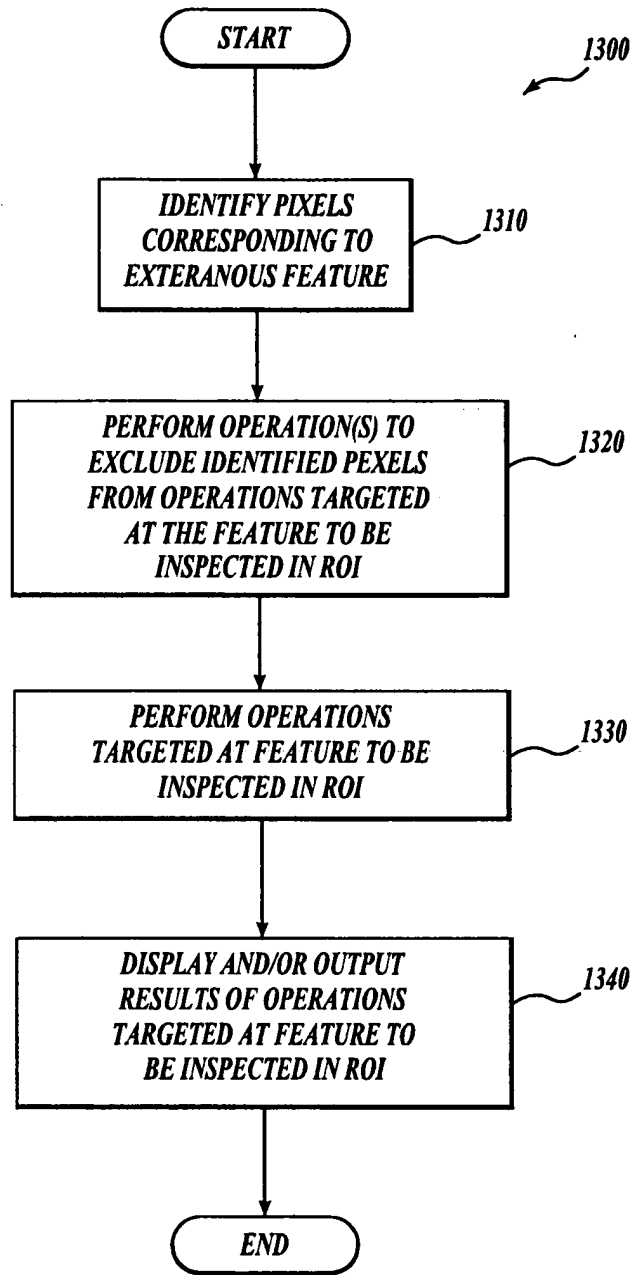 START
1300
IDENTIFY PIXELS
CORRESPONDING TO
EXTERANOUS FEATURE
1310
PERFORM OPERATION(S) TO
EXCLUDE IDENTIFIED PEXELS
FROM OPERATIONS TARGETED
AT THE FEATURE TO BE
INSPECTED IN ROI
1320
PERFORM OPERATIONS
TARGETED AT FEATURE TO BE
INSPECTED IN ROI
1330
DISPLAY AND/OR OUTPUT
RESULTS OF OPERATIONS
TARGETED AT FEATURE TO
BE INSPECTED IN ROI
1340
END